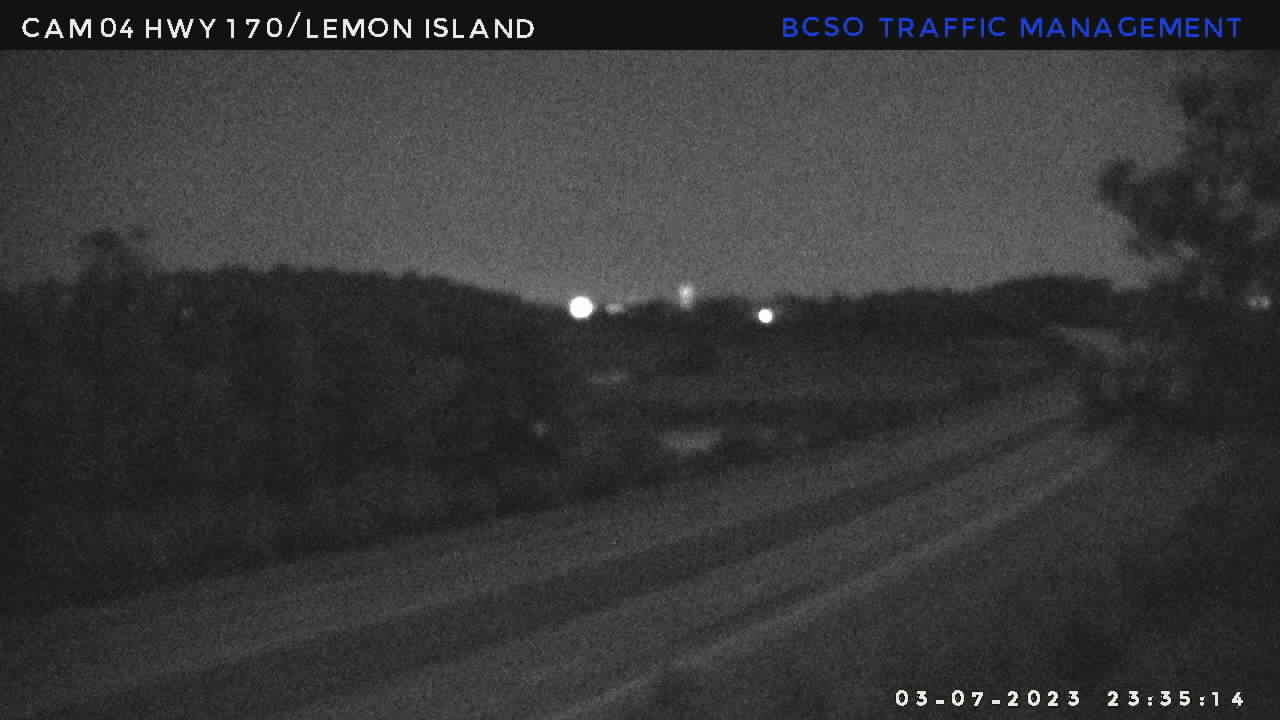 CAM04 HWY 170/LEMON ISLAND
BCSO TRAFFIC MANAGEMENT
03-07-2023 23:35:14